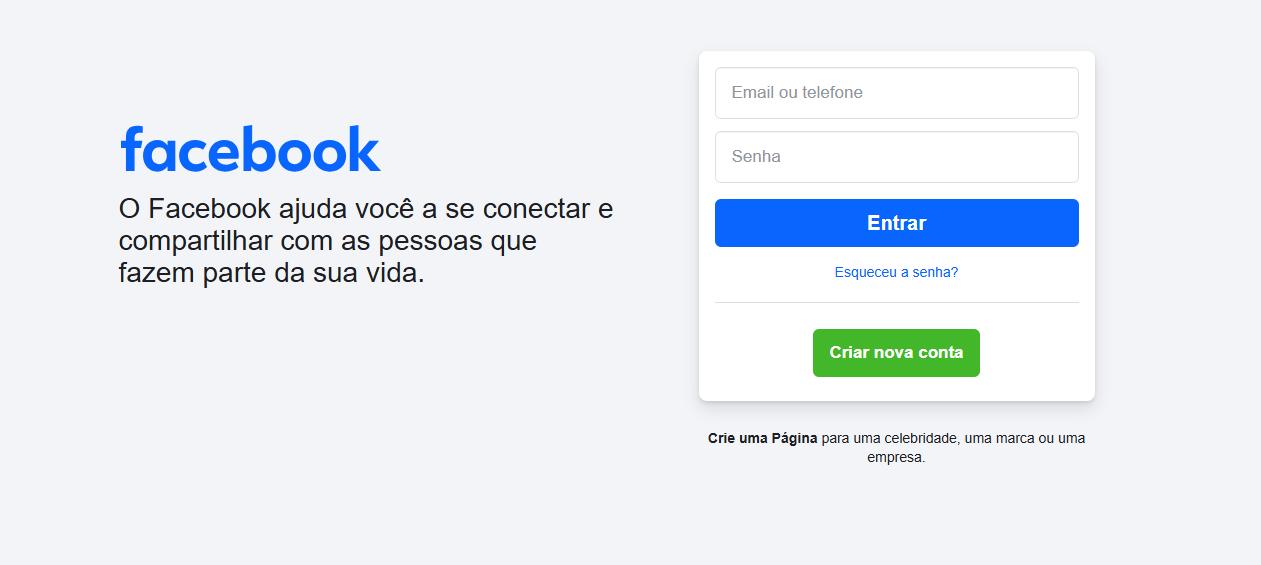 facebook
O Facebook ajuda você a se conectar e
compartilhar com as pessoas que
fazem parte da sua vida.
Email ou telefone
Senha
Entrar
Esqueceu a senha?
Criar nova conta
Crie uma Página para uma celebridade, uma marca ou uma
empresa.